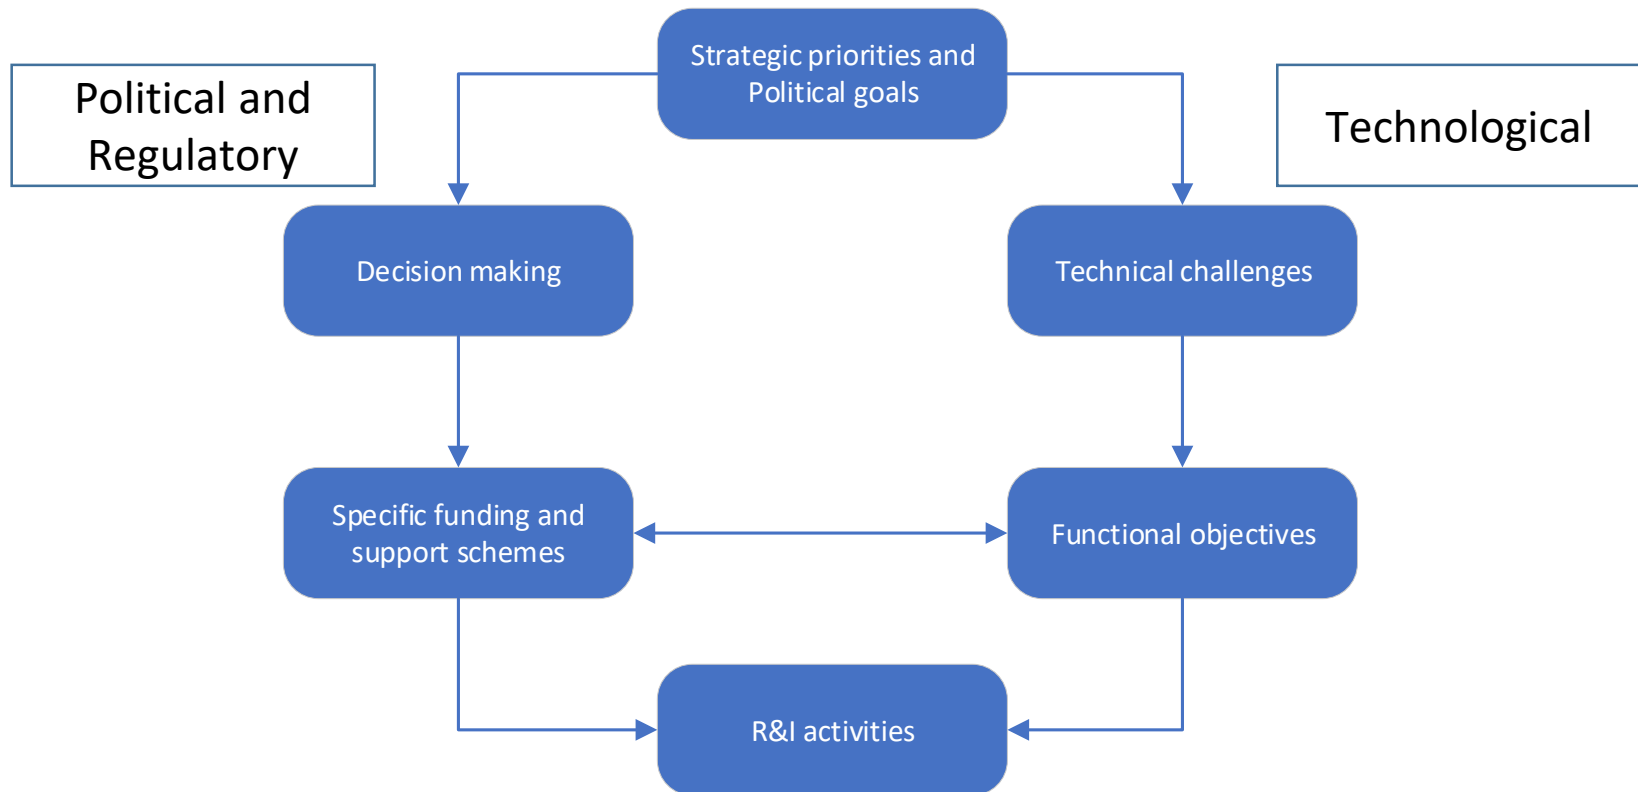 Strategic priorities and
Political goals
Political and
Regulatory
Technological
Decision making
Technical challenges
Specific funding and
support schemes
Functional objectives
R&I activities